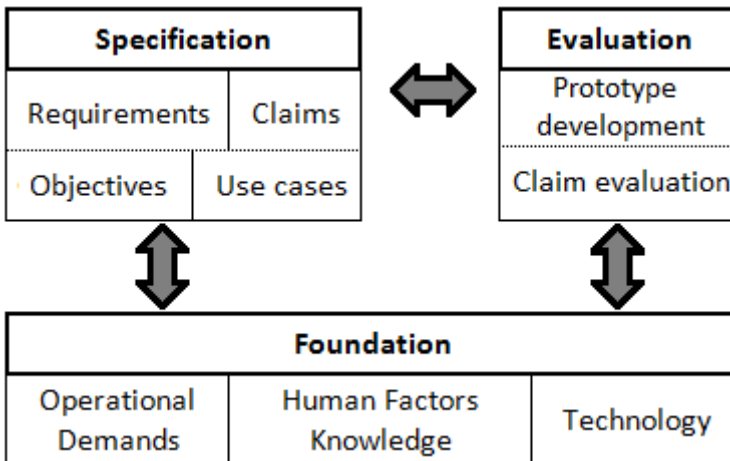 Specification
Requirements
Claims
Objectives
Use cases
Evaluation
Prototype
development
Claim evaluation
Foundation
Operational
Demands
Human Factors
Knowledge
Technology